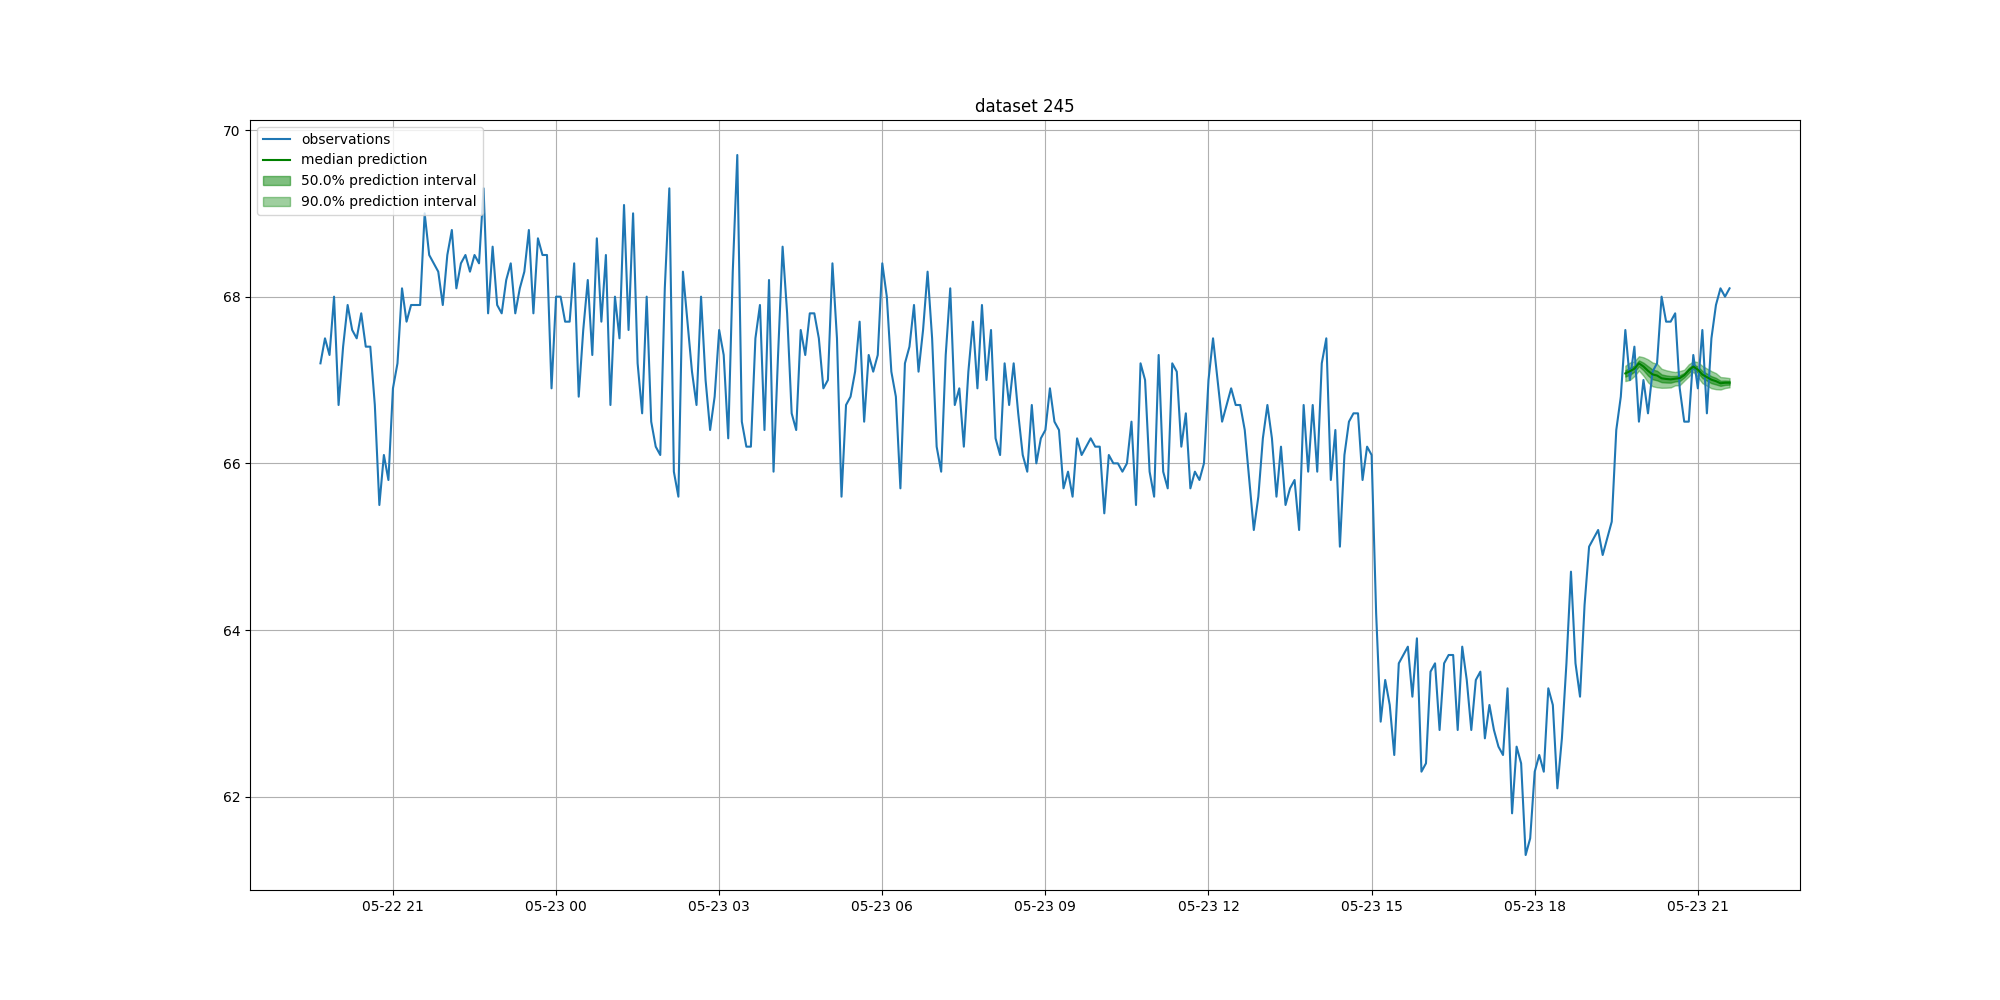 dataset 245
70
observations
median prediction
50.0% prediction interval
90.0% prediction interval
68
66
64
62
05-22 21
05-23 00
05-23 03
05-23 06
05-23 09
05-23 12
05-23 15
05-23 18
05-23 21